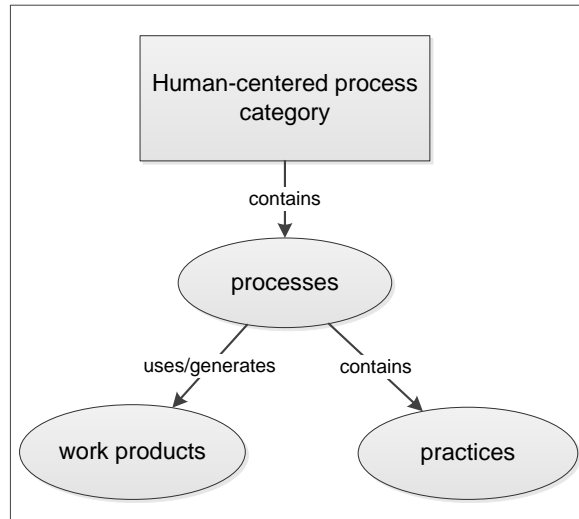 Human-centered process
category
contains
processes
uses/generates
contains
work products
practices